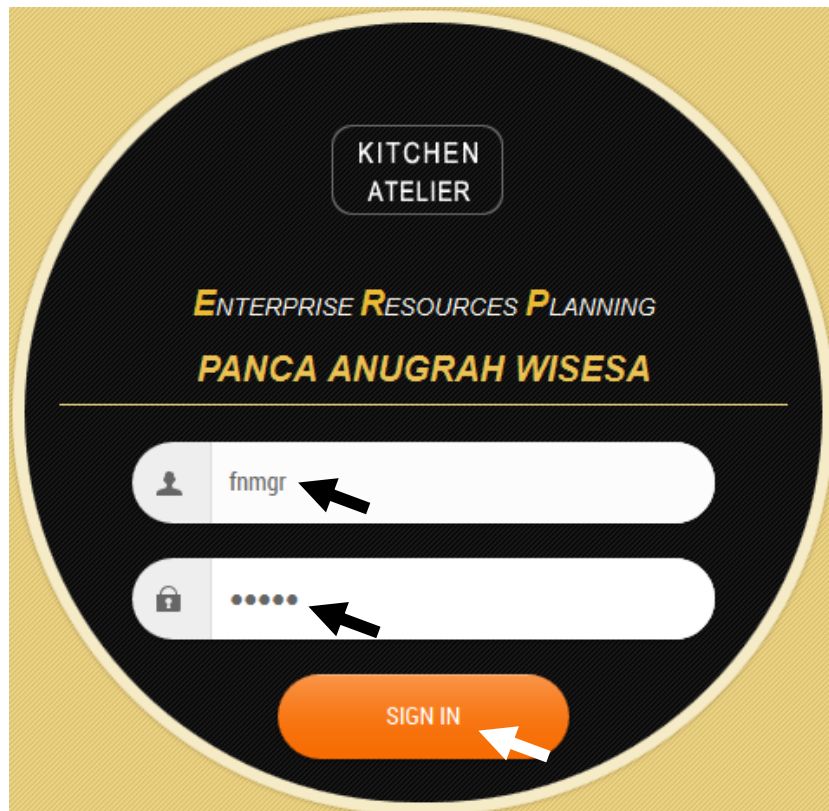 KITCHEN
ATELIER
ENTERPRISE RESOURCES PLANNING
PANCA ANUGRAH WISESA
fnmgr
•••••
SIGN IN